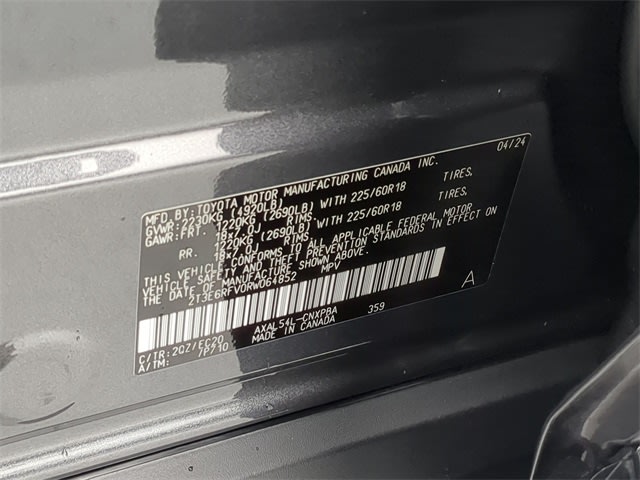 MFD.BY:TOYOTA MOTOR MANUFACTURING CANADA INC. 04/24
GVWR:2230KG (4920LB)
GAWR:FRT. 1220KG (2690LB) WITH 225/60R18 TIRES.
18x7.0J RIMS.
RR. 1220KG (2690LB) WITH 225/60R18 TIRES.
18x7.0J RIMS.
THIS VEHICLE CONFORMS TO ALL APPLICABLE FEDERAL MOTOR
VEHICLE SAFETY AND THEFT PREVENTION STANDARDS IN EFFECT ON
THE DATE OF MANUFACTURE SHOWN ABOVE.
2T3E6RFV0RW064852 MPV A
AXAL54L-CNXPBA 359
C/TR:2QZ/EC20 MADE IN CANADA
A/TM: 7P710